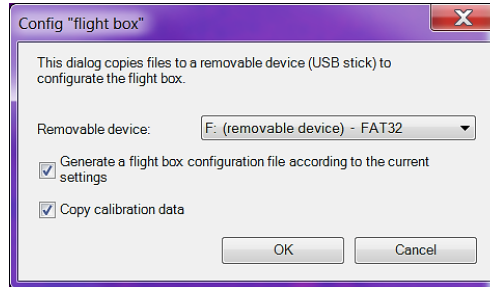 Config "flight box"
This dialog copies files to a removable device (USB stick) to
configurate the flight box.
Removable device: F: (removable device) - FAT32
Generate a flight box configuration file according to the current
settings
Copy calibration data
OK Cancel